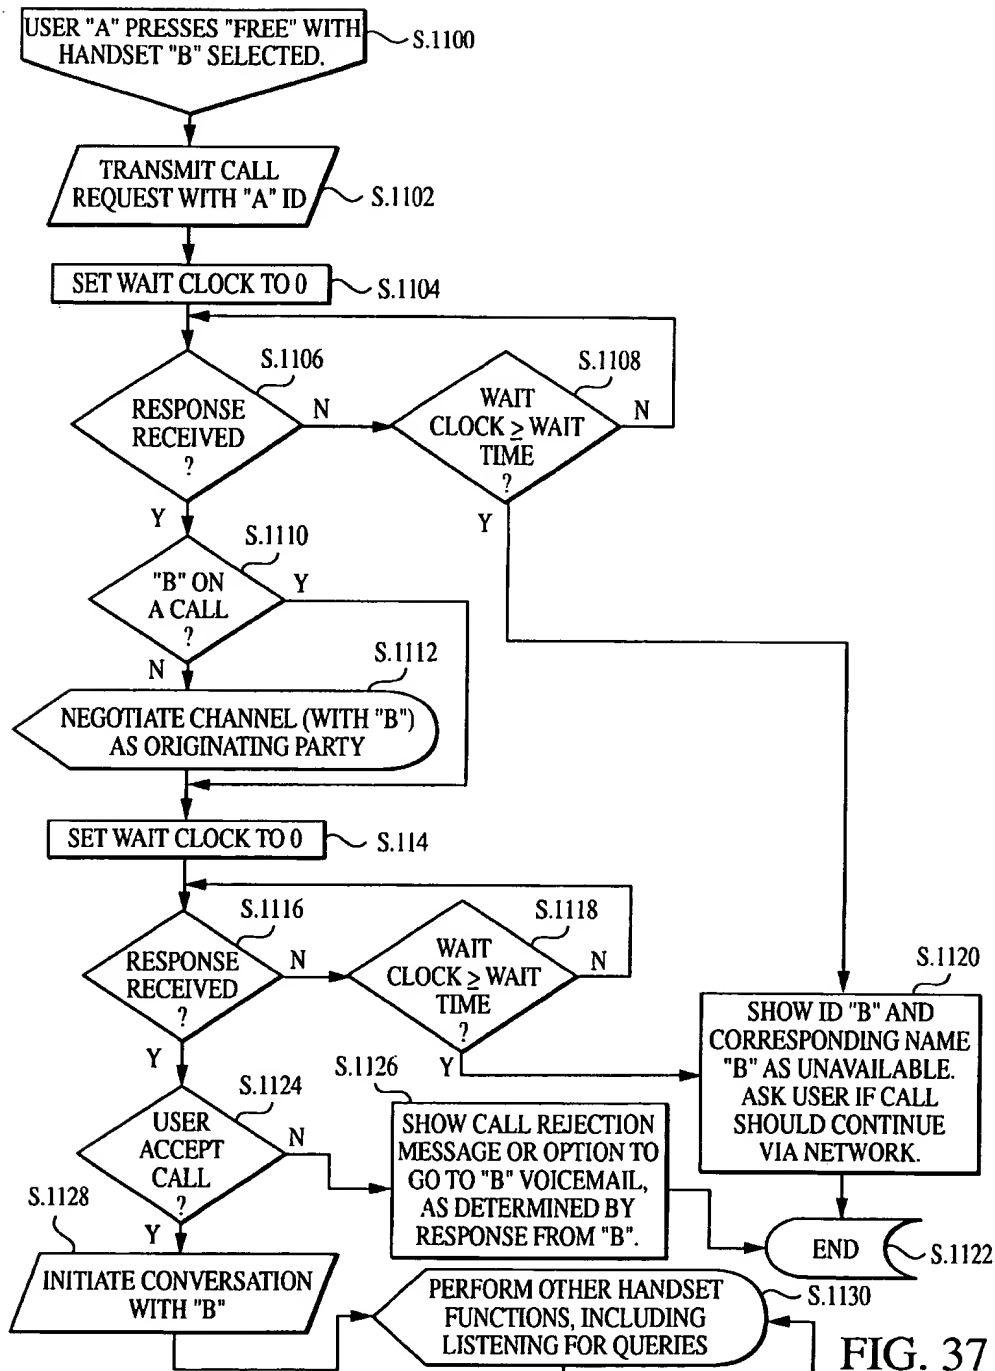 USER "A" PRESSES "FREE" WITH
HANDSET "B" SELECTED.
S.1100
TRANSMIT CALL
REQUEST WITH "A" ID
S.1102
SET WAIT CLOCK TO 0
S.1104
S.1106
RESPONSE
RECEIVED
?
N
Y
S.1108
WAIT
CLOCK ≥ WAIT
TIME
?
N
Y
S.1110
"B" ON
A CALL
?
Y
N
S.1112
NEGOTIATE CHANNEL (WITH "B")
AS ORIGINATING PARTY
SET WAIT CLOCK TO 0
S.114
S.1116
RESPONSE
RECEIVED
?
N
Y
S.1118
WAIT
CLOCK ≥ WAIT
TIME
?
N
Y
S.1120
SHOW ID "B" AND
CORRESPONDING NAME
"B" AS UNAVAILABLE.
ASK USER IF CALL
SHOULD CONTINUE
VIA NETWORK.
S.1124
USER
ACCEPT
CALL
?
N
Y
S.1126
SHOW CALL REJECTION
MESSAGE OR OPTION TO
GO TO "B" VOICEMAIL,
AS DETERMINED BY
RESPONSE FROM "B".
END
S.1122
S.1128
INITIATE CONVERSATION
WITH "B"
PERFORM OTHER HANDSET
FUNCTIONS, INCLUDING
LISTENING FOR QUERIES
S.1130
FIG. 37